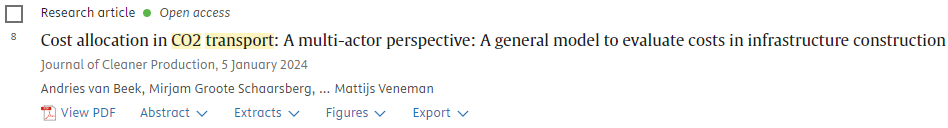 Research article Open access
8
Cost allocation in CO2 transport: A multi-actor perspective: A general model to evaluate costs in infrastructure construction
Journal of Cleaner Production, 5 January 2024
Andries van Beek, Mirjam Groote Schaarsberg, ... Mattijs Veneman
View PDF Abstract Extracts Figures Export